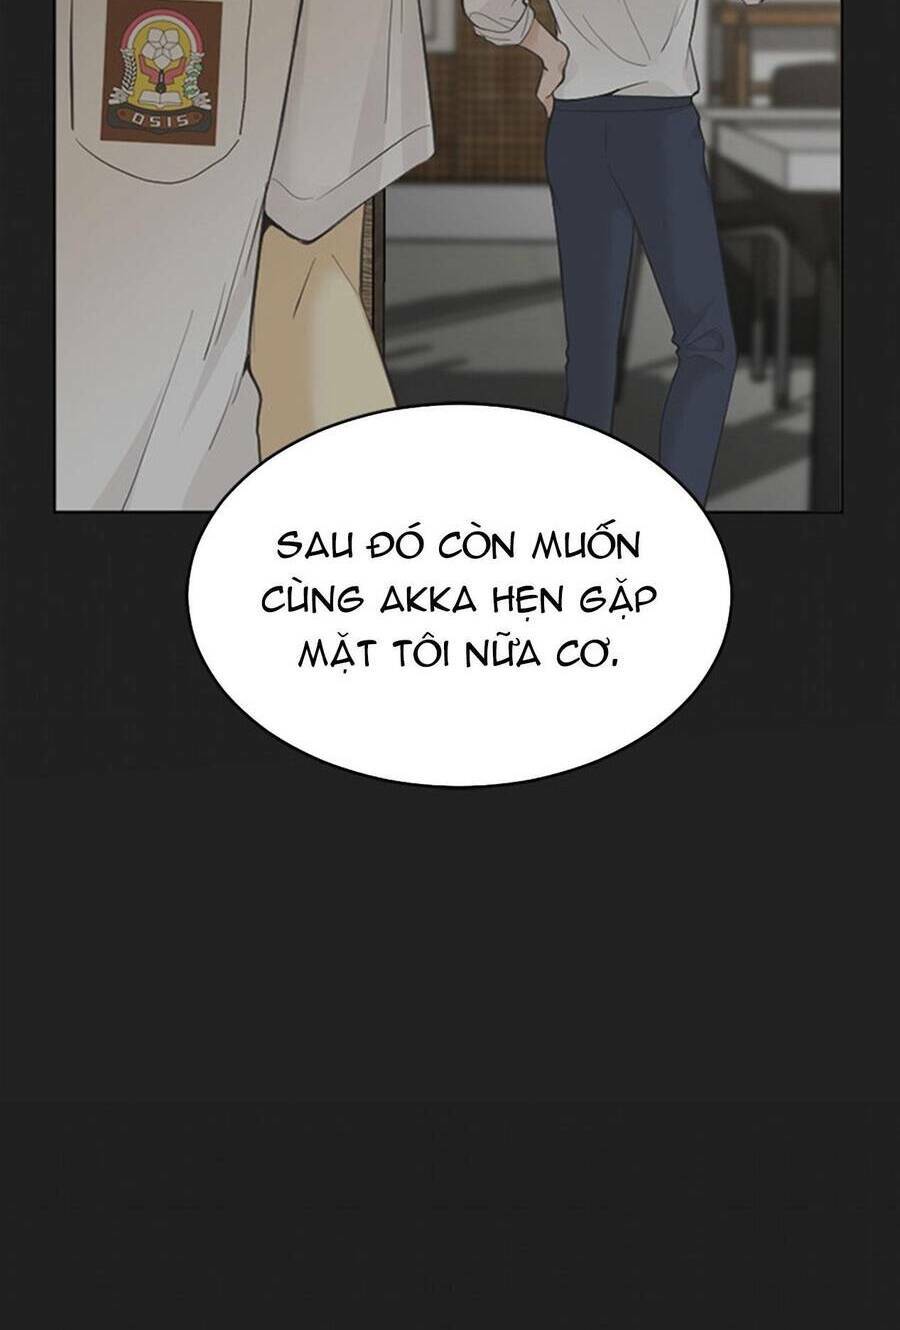 OSIS
SAU ĐÓ CÒN MUỐN
CÙNG AKKA HẸN GẶP
MẶT TÔI NỮA CƠ.